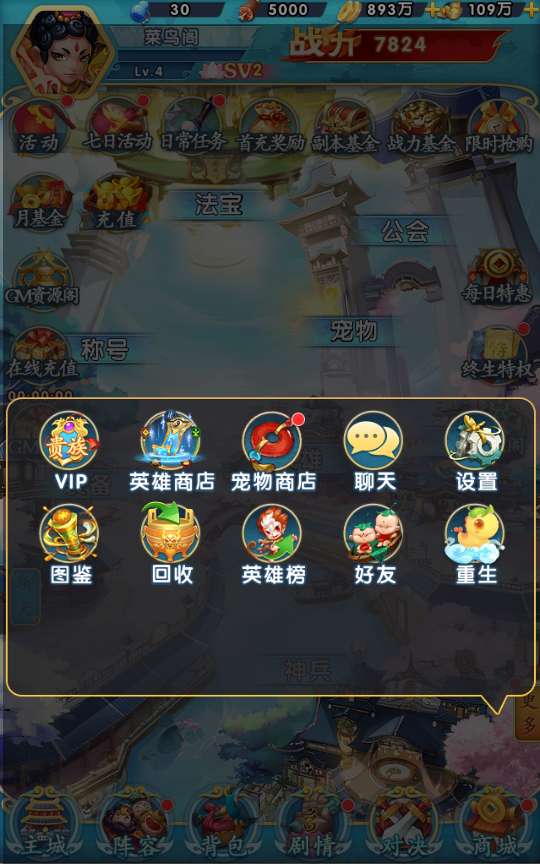 30 5000 893万 109万
菜鸟阁
战力 7824
Lv.4 SV2
活动 七日活动 日常任务 首充奖励 副本基金 战力基金 限时抢购
月基金 充值 法宝 公会
GM资源阁 每日特惠
宠物
称号
在线充值 终生特权
00:00:00
贵族
VIP 英雄商店 宠物商店 聊天 设置
图鉴 回收 英雄榜 好友 重生
神兵
更多
主城 阵容 背包 剧情 对决 商城